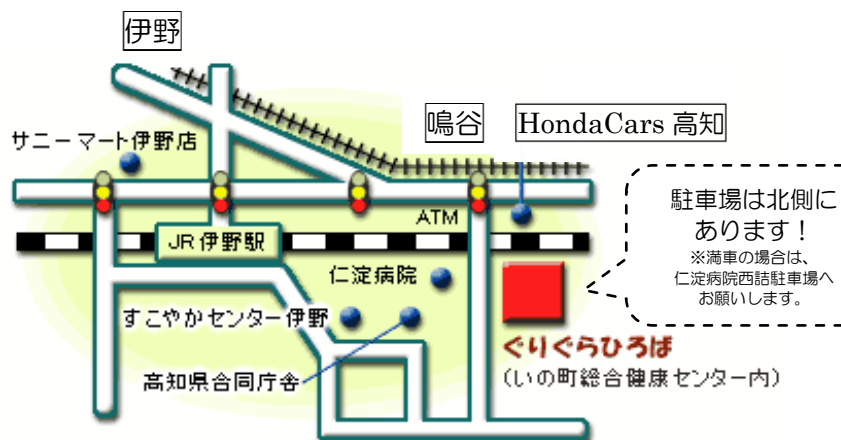 伊野
鳴谷
HondaCars 高知
サニーマート伊野店
ATM
JR伊野駅
駐車場は北側に
あります！
※満車の場合は、
仁淀病院西詰駐車場へ
お願いします。
仁淀病院
すこやかセンター伊野
高知県合同庁舎
ぐりぐらひろば
(いの町総合健康センター内)